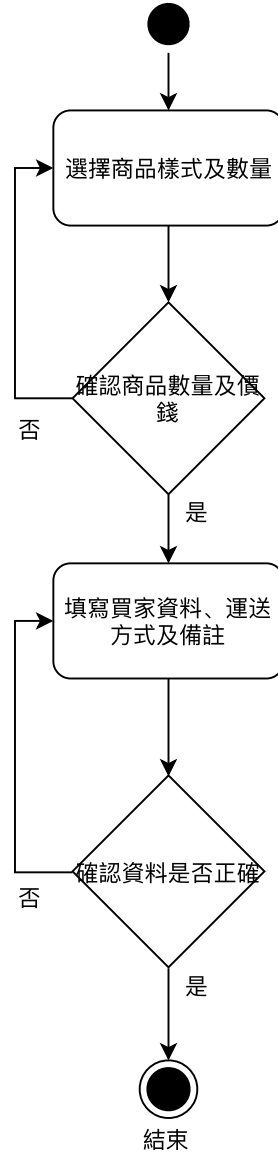 選擇商品樣式及數量
確認商品數量及價
錢
否
是
填寫買家資料、運送
方式及備註
確認資料是否正確
否
是
結束